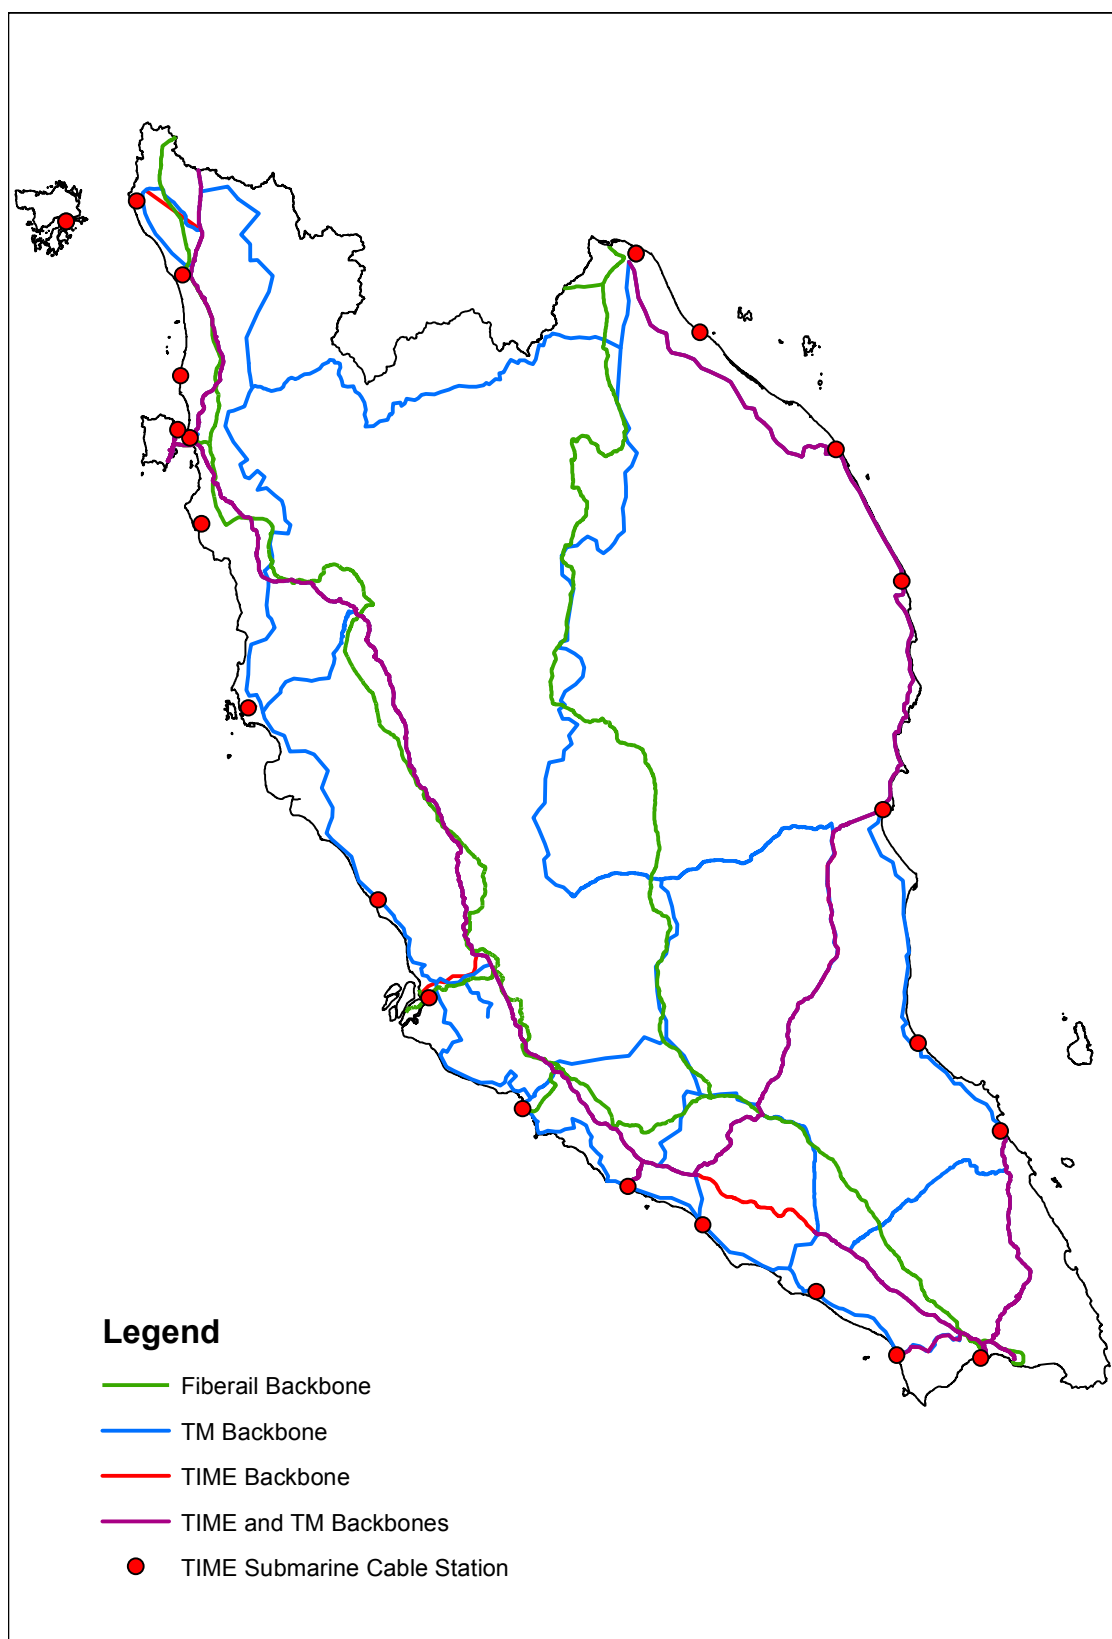 Legend
Fiberail Backbone
TM Backbone
TIME Backbone
TIME and TM Backbones
TIME Submarine Cable Station